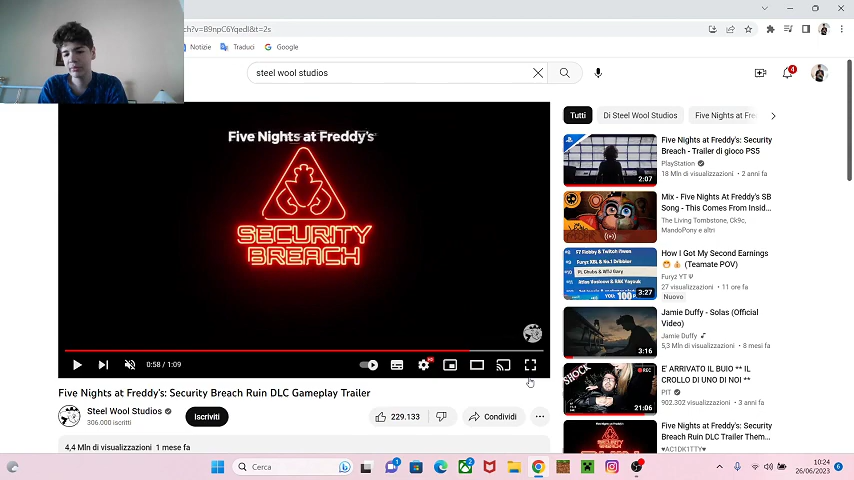 ch?v=B9npC6YqedI&t=2s
Notizie
Traduci
Google
steel wool studios
4
Five Nights at Freddy's
SECURITY
BREACH
0:58 / 1:09
Five Nights at Freddy's: Security Breach Ruin DLC Gameplay Trailer
Steel Wool Studios
306.000 iscritti
Iscriviti
229.133
Condividi
4,4 Mln di visualizzazioni 1 mese fa
Tutti
Di Steel Wool Studios
Five Nights at Fre
2:07
Five Nights at Freddy's: Security
Breach - Trailer di gioco PS5
PlayStation
18 Mln di visualizzazioni • 2 anni fa
Mix - Five Nights At Freddy's SB
Song - This Comes From Insid...
The Living Tombstone, Ck9c,
MandoPony e altri
3:27
How I Got My Second Earnings
(Teamate POV)
Furyz YT
27 visualizzazioni • 11 ore fa
Nuovo
3:16
Jamie Duffy - Solas (Official
Video)
Jamie Duffy
5,3 Mln di visualizzazioni • 8 mesi fa
SHOCK
REC
21:06
E' ARRIVATO IL BUIO ** IL
CROLLO DI UNO DI NOI **
PIT
902.302 visualizzazioni • 3 anni fa
Five Nights at Freddy's: Security
Breach Ruin DLC Trailer Them...
♥AC1DK1TTY♥
Cerca
10:24
26/06/2023